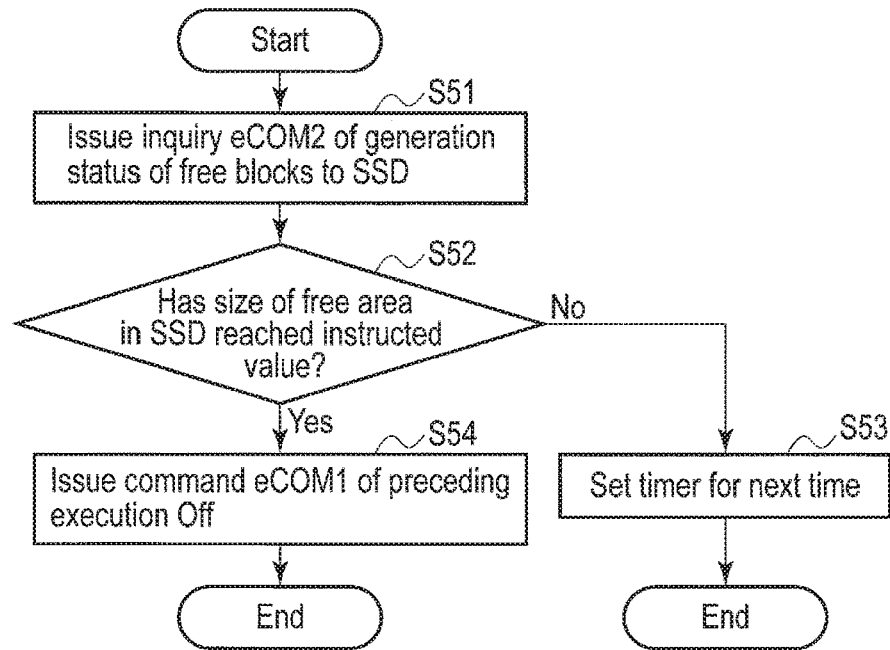 Start
S51
Issue inquiry eCOM2 of generation
status of free blocks to SSD
S52
Has size of free area
in SSD reached instructed
value?
No
Yes
S54
Issue command eCOM1 of preceding
execution Off
S53
Set timer for next time
End
End